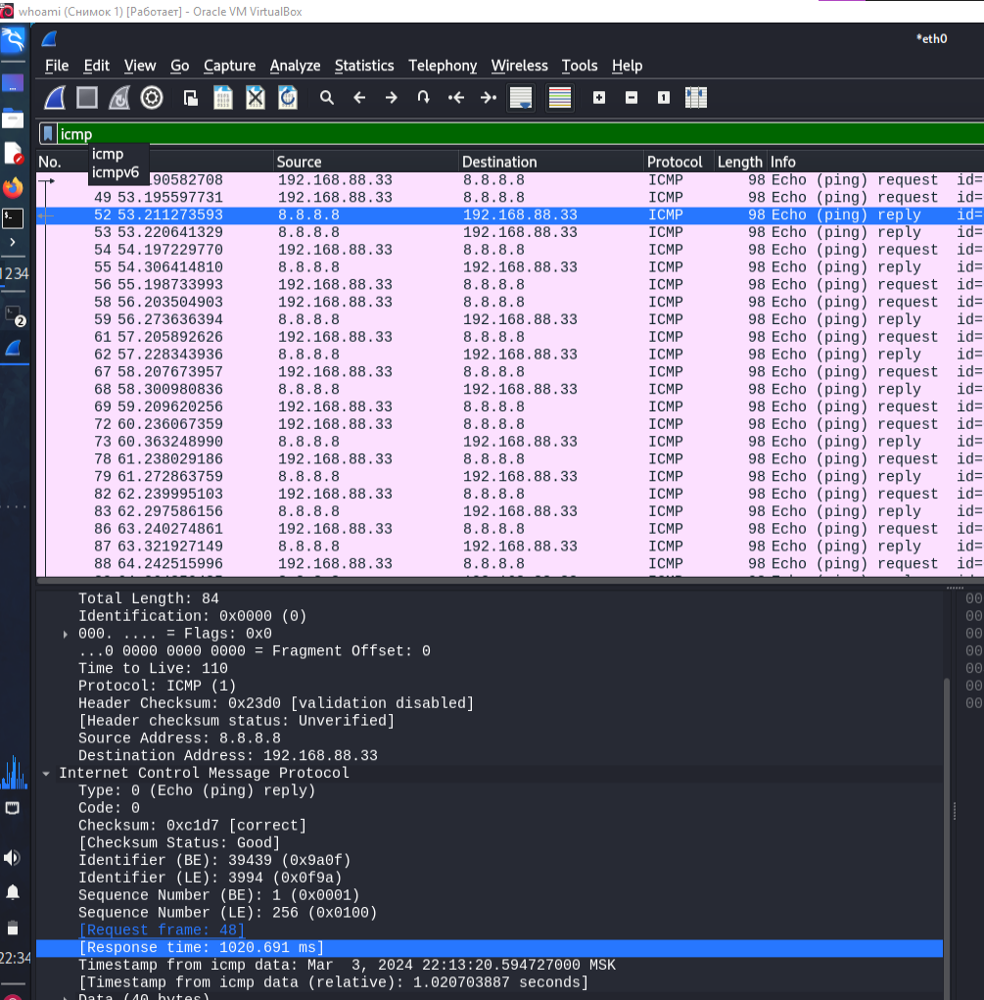 whoami (Снимок 1) [Работает] - Oracle VM VirtualBox
*eth0
File Edit View Go Capture Analyze Statistics Telephony Wireless Tools Help
icmp
No. Source Destination Protocol Length Info
icmp
icmpv6
.190582708 192.168.88.33 8.8.8.8 ICMP 98 Echo (ping) request id=
49 53.195597731 192.168.88.33 8.8.8.8 ICMP 98 Echo (ping) request id=
52 53.211273593 8.8.8.8 192.168.88.33 ICMP 98 Echo (ping) reply id=
53 53.220641329 8.8.8.8 192.168.88.33 ICMP 98 Echo (ping) reply id=
54 54.197229770 192.168.88.33 8.8.8.8 ICMP 98 Echo (ping) request id=
55 54.306414810 8.8.8.8 192.168.88.33 ICMP 98 Echo (ping) reply id=
56 55.198733993 192.168.88.33 8.8.8.8 ICMP 98 Echo (ping) request id=
58 56.203504903 192.168.88.33 8.8.8.8 ICMP 98 Echo (ping) request id=
59 56.273636394 8.8.8.8 192.168.88.33 ICMP 98 Echo (ping) reply id=
61 57.205892626 192.168.88.33 8.8.8.8 ICMP 98 Echo (ping) request id=
62 57.228343936 8.8.8.8 192.168.88.33 ICMP 98 Echo (ping) reply id=
67 58.207673957 192.168.88.33 8.8.8.8 ICMP 98 Echo (ping) request id=
68 58.300980836 8.8.8.8 192.168.88.33 ICMP 98 Echo (ping) reply id=
69 59.209620256 192.168.88.33 8.8.8.8 ICMP 98 Echo (ping) request id=
72 60.236067359 192.168.88.33 8.8.8.8 ICMP 98 Echo (ping) request id=
73 60.363248990 8.8.8.8 192.168.88.33 ICMP 98 Echo (ping) reply id=
78 61.238029186 192.168.88.33 8.8.8.8 ICMP 98 Echo (ping) request id=
79 61.272863759 8.8.8.8 192.168.88.33 ICMP 98 Echo (ping) reply id=
82 62.239995103 192.168.88.33 8.8.8.8 ICMP 98 Echo (ping) request id=
83 62.297586156 8.8.8.8 192.168.88.33 ICMP 98 Echo (ping) reply id=
86 63.240274861 192.168.88.33 8.8.8.8 ICMP 98 Echo (ping) request id=
87 63.321927149 8.8.8.8 192.168.88.33 ICMP 98 Echo (ping) reply id=
88 64.242515996 192.168.88.33 8.8.8.8 ICMP 98 Echo (ping) request id=
Total Length: 84
Identification: 0x0000 (0)
000. .... = Flags: 0x0
...0 0000 0000 0000 = Fragment Offset: 0
Time to Live: 110
Protocol: ICMP (1)
Header Checksum: 0x23d0 [validation disabled]
[Header checksum status: Unverified]
Source Address: 8.8.8.8
Destination Address: 192.168.88.33
Internet Control Message Protocol
Type: 0 (Echo (ping) reply)
Code: 0
Checksum: 0xc1d7 [correct]
[Checksum Status: Good]
Identifier (BE): 39439 (0x9a0f)
Identifier (LE): 3994 (0x0f9a)
Sequence Number (BE): 1 (0x0001)
Sequence Number (LE): 256 (0x0100)
[Request frame: 48]
[Response time: 1020.691 ms]
Timestamp from icmp data: Mar  3, 2024 22:13:20.594727000 MSK
[Timestamp from icmp data (relative): 1.020703887 seconds]
Data (40 bytes)
00
00
00
00
00
00
00
1234
2
22:34